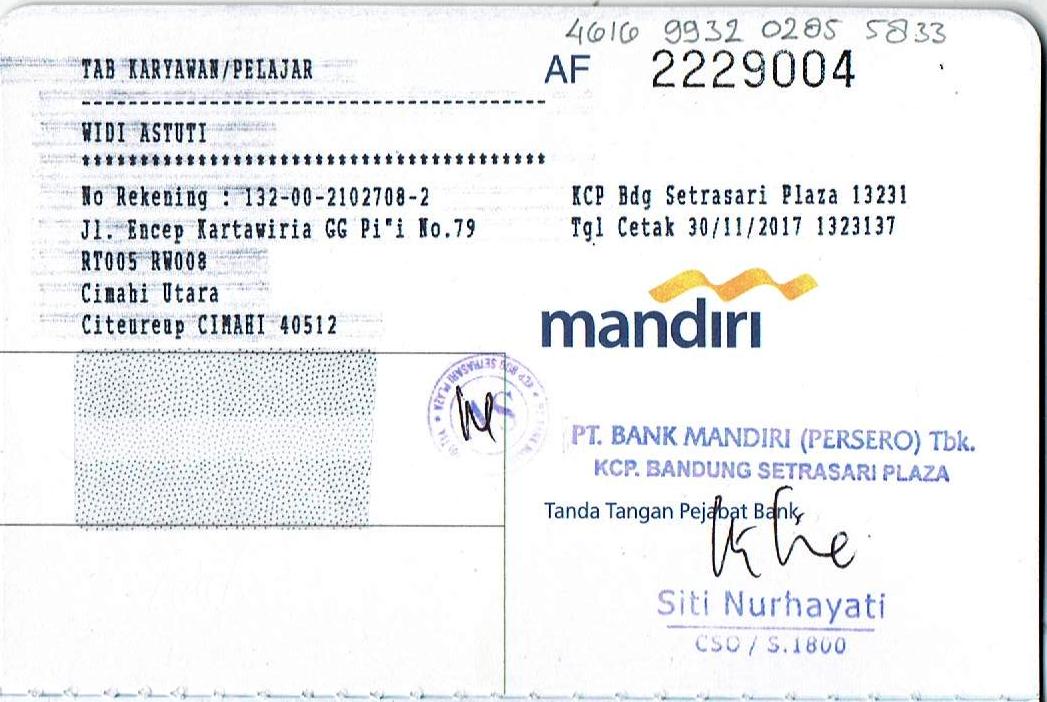 4616 9932 0285 5833
TAB KARYAWAN/PELAJAR
AF 2229004
WIDI ASTUTI
****************************************
No Rekening : 132-00-2102708-2
KCP Bdg Setrasari Plaza 13231
Jl. Encep Kartawiria GG Pi"i No.79
Tgl Cetak 30/11/2017 1323137
RT005 RW008
Cimahi Utara
Citeureup CIMAHI 40512
mandiri
KCP BDG SETRASARI PLAZA
PT. BANK MANDIRI (PERSERO) Tbk.
KCP. BANDUNG SETRASARI PLAZA
Tanda Tangan Pejabat Bank
Siti Nurhayati
CSO / S.1800